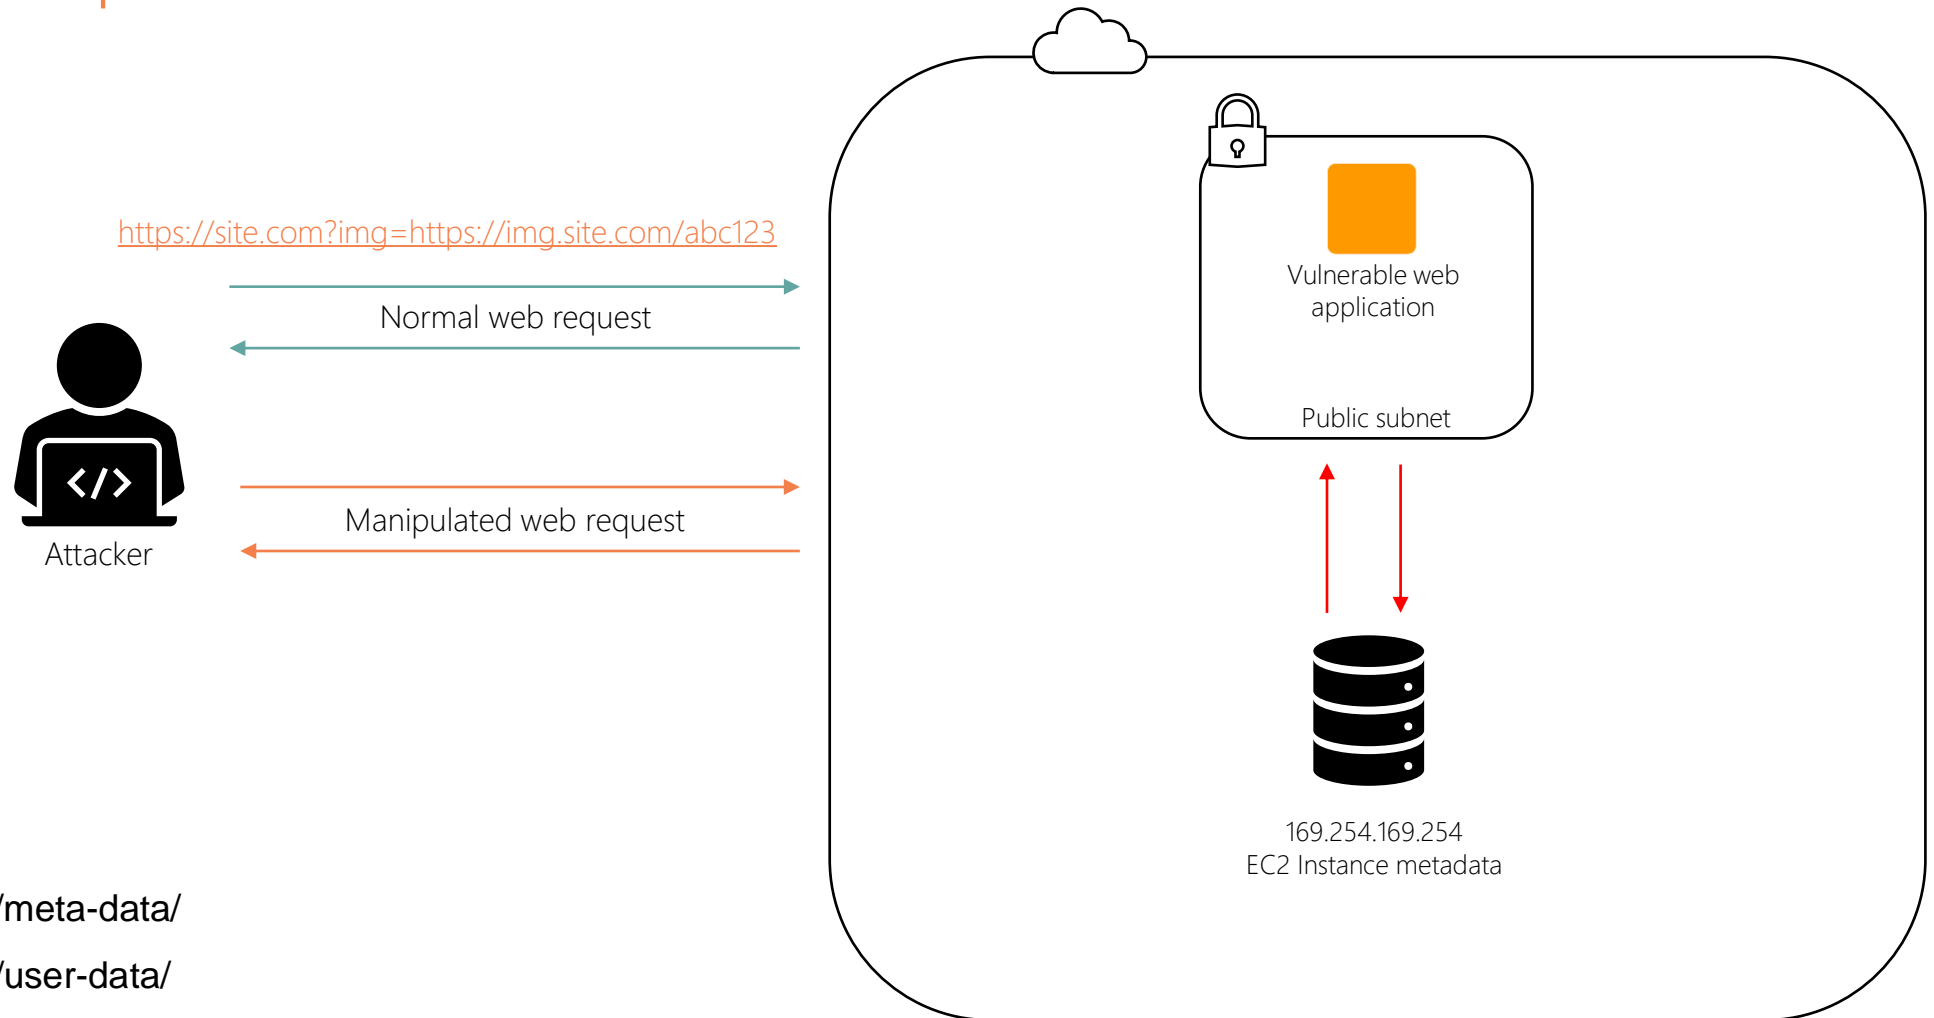 https://site.com?img=https://img.site.com/abc123
Normal web request
Manipulated web request
Attacker
</>
Vulnerable web
application
Public subnet
169.254.169.254
EC2 Instance metadata
/meta-data/
/user-data/